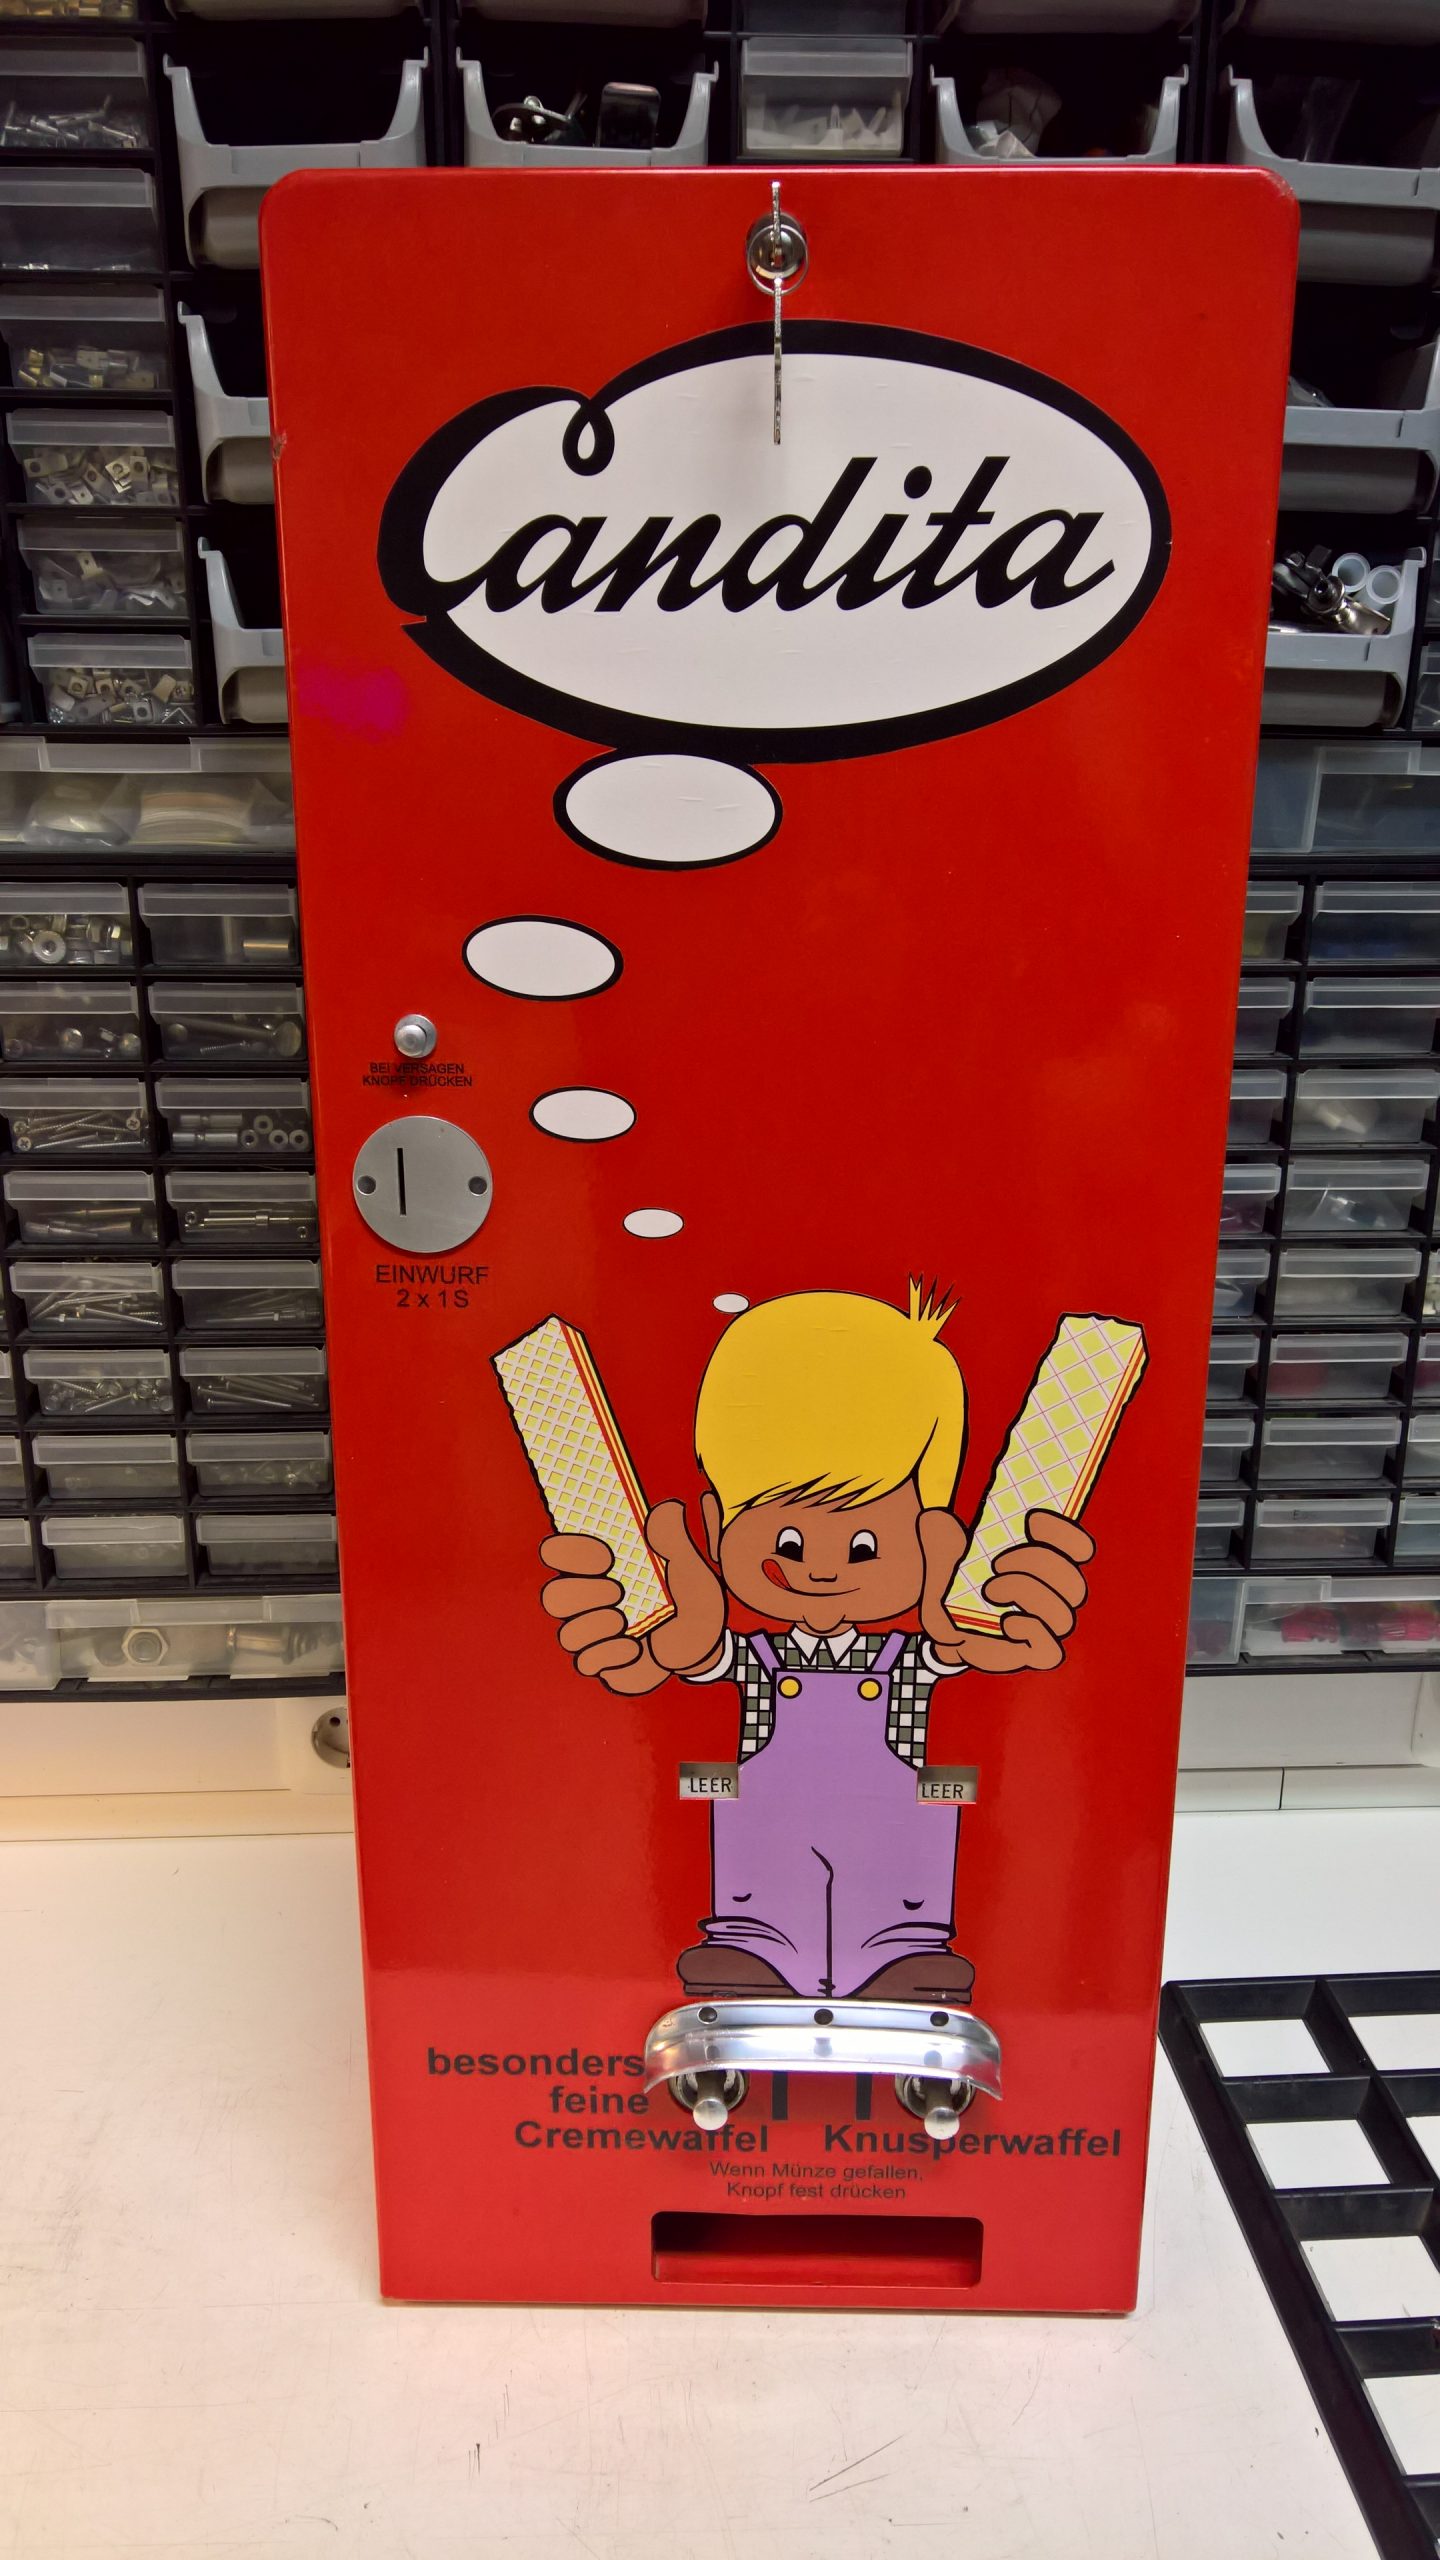 Candita
BEI VERSAGEN
KNOPF DRÜCKEN
EINWURF
2 x 1 S
LEER
LEER
besonders
feine
Cremewaffel
Knusperwaffel
Wenn Münze gefallen,
Knopf fest drücken